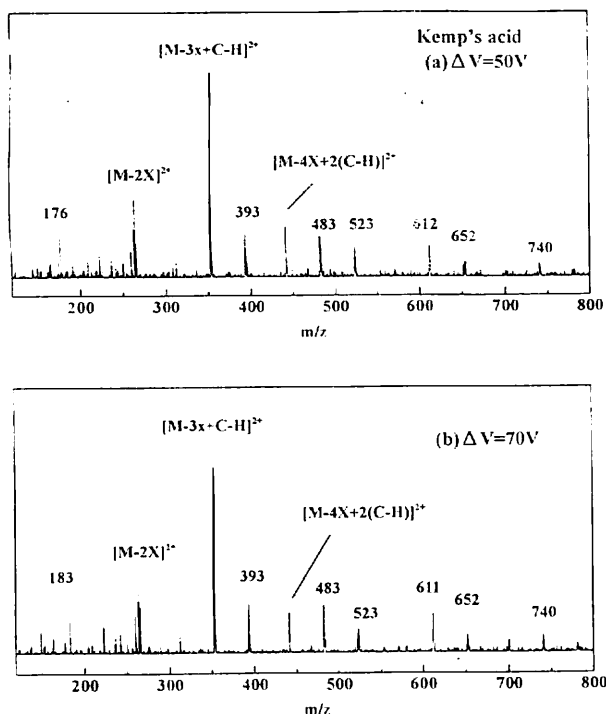 [M-3x+C-H]²⁺
Kemp's acid
(a) Δ V=50V
[M-4X+2(C-H)]²⁺
[M-2X]²⁺
176
393
483
523
612
652
740
200 300 400 500 600 700 800
m/z
[M-3x+C-H]²⁺
(b) Δ V=70V
[M-4X+2(C-H)]²⁺
[M-2X]²⁺
183
393
483
523
611
652
740
200 300 400 500 600 700 800
m/z